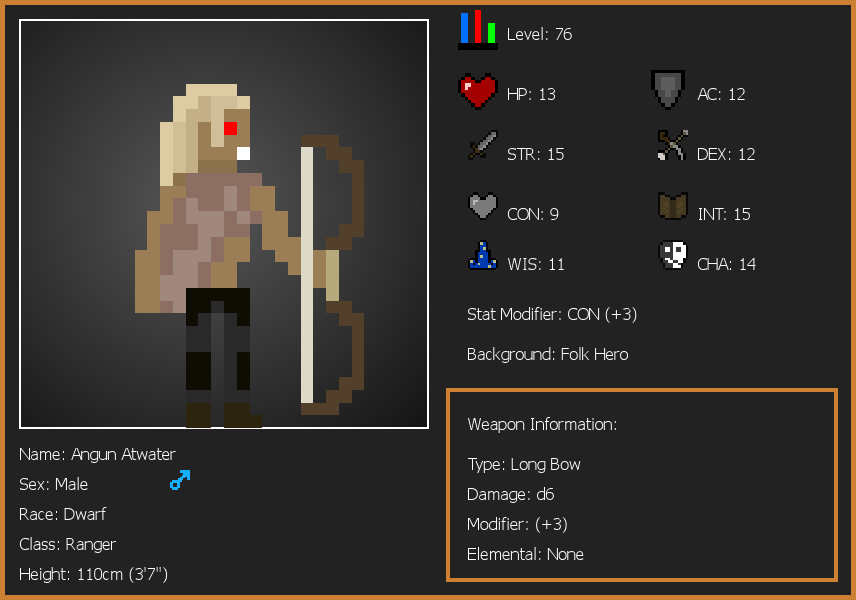 Level: 76
HP: 13
AC: 12
STR: 15
DEX: 12
CON: 9
INT: 15
WIS: 11
CHA: 14
Stat Modifier: CON (+3)
Background: Folk Hero
Weapon Information:
Type: Long Bow
Damage: d6
Modifier: (+3)
Elemental: None
Name: Angun Atwater
Sex: Male
Race: Dwarf
Class: Ranger
Height: 110cm (3'7")